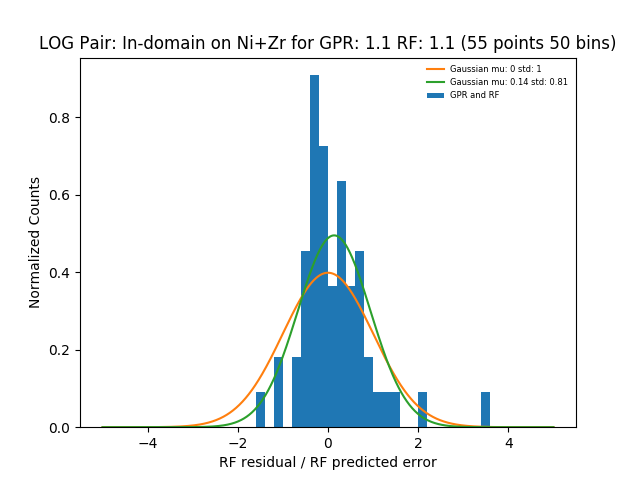 LOG Pair: In-domain on Ni+Zr for GPR: 1.1 RF: 1.1 (55 points 50 bins)
Gaussian mu: 0 std: 1
Gaussian mu: 0.14 std: 0.81
GPR and RF
Normalized Counts
0.8
0.6
0.4
0.2
0.0
−4
−2
0
2
4
RF residual / RF predicted error